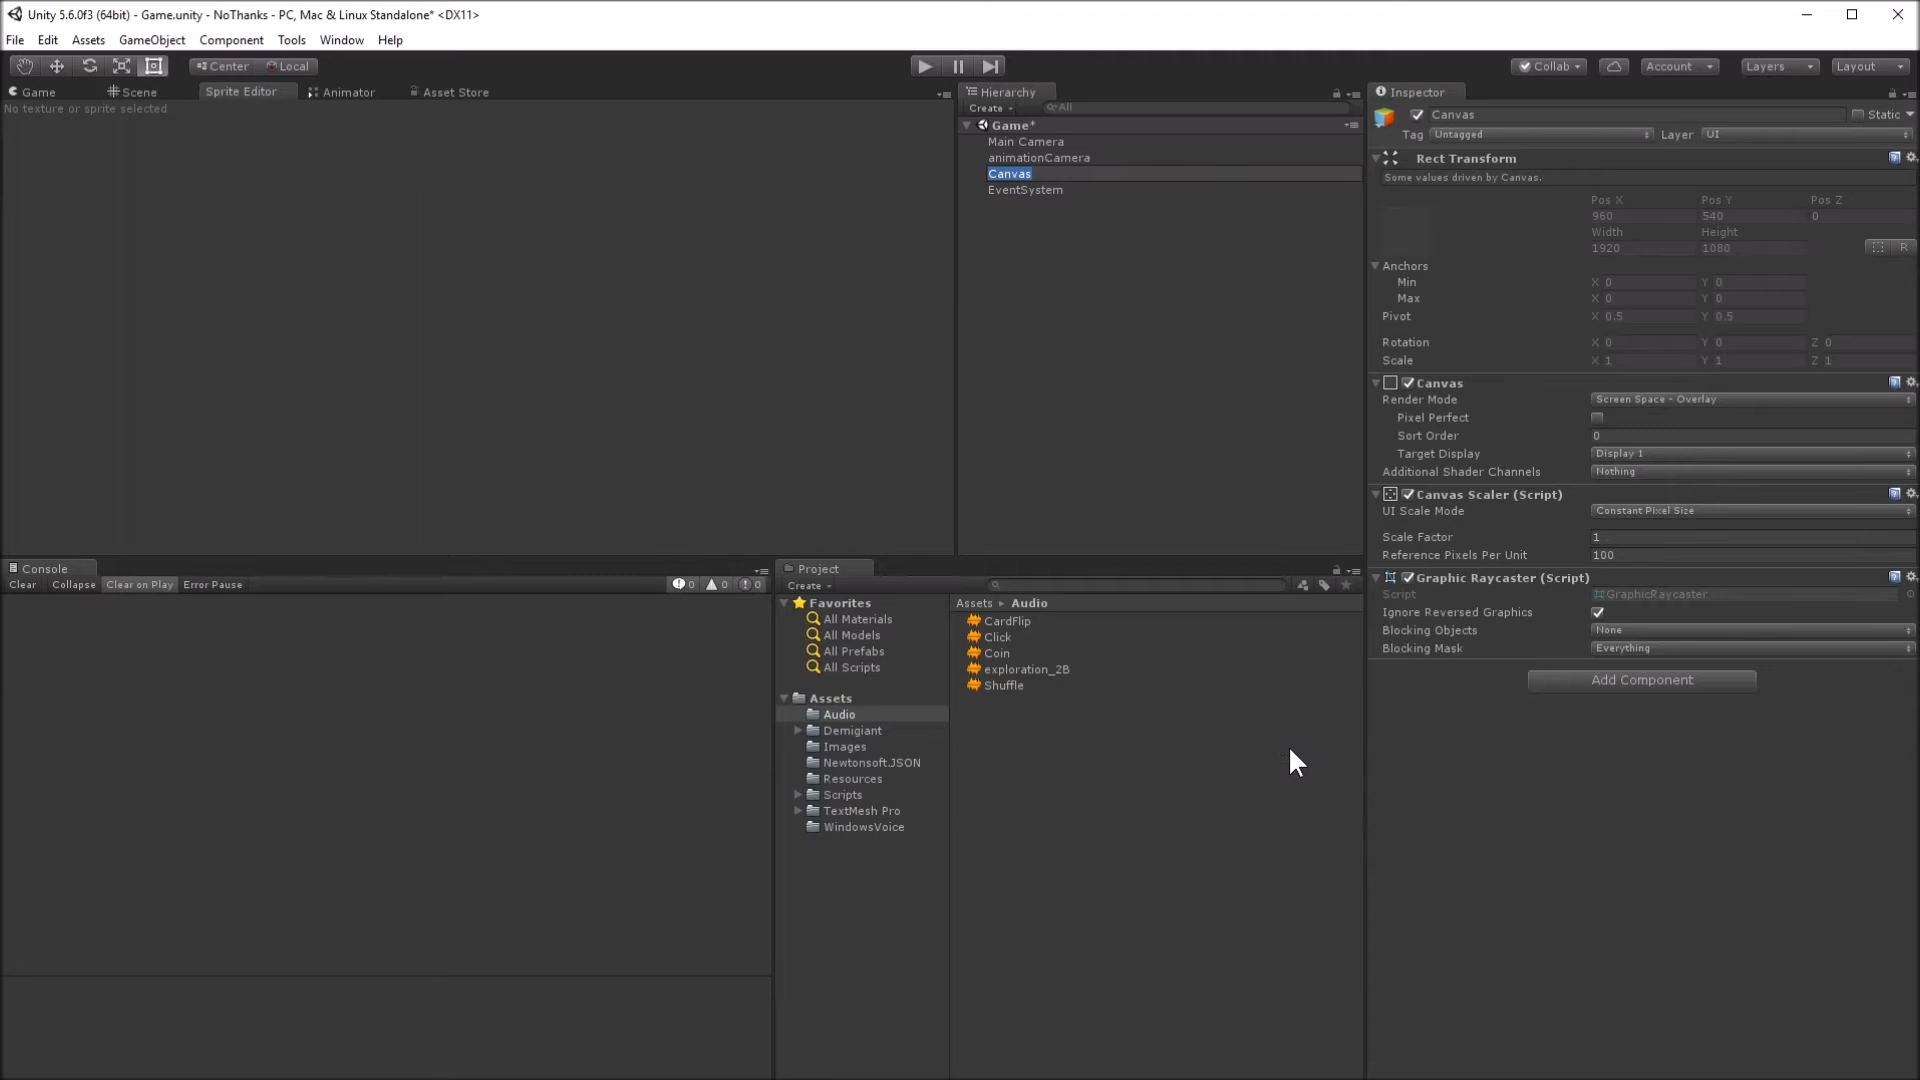 Unity 5.6.0f3 (64bit) - Game.unity - NoThanks - PC, Mac & Linux Standalone* <DX11>
File Edit Assets GameObject Component Tools Window Help
Center Local Collab Account Layers Layout
Game Scene Sprite Editor Animator Asset Store
No texture or sprite selected
Hierarchy
Create All
Game*
Main Camera
animationCamera
Canvas
EventSystem
Inspector
Canvas Static
Tag Untagged Layer UI
Rect Transform
Some values driven by Canvas.
Pos X Pos Y Pos Z
960 540 0
Width Height
1920 1080
R
Anchors
Min X 0 Y 0
Max X 0 Y 0
Pivot X 0.5 Y 0.5
Rotation X 0 Y 0 Z 0
Scale X 1 Y 1 Z 1
Canvas
Render Mode Screen Space - Overlay
Pixel Perfect
Sort Order 0
Target Display Display 1
Additional Shader Channels Nothing
Canvas Scaler (Script)
UI Scale Mode Constant Pixel Size
Scale Factor 1
Reference Pixels Per Unit 100
Graphic Raycaster (Script)
Script GraphicRaycaster
Ignore Reversed Graphics
Blocking Objects None
Blocking Mask Everything
Add Component
Console
Clear Collapse Clear on Play Error Pause 0 0 0
Project
Create
Favorites
All Materials
All Models
All Prefabs
All Scripts
Assets
Audio
Demigiant
Images
Newtonsoft.JSON
Resources
Scripts
TextMesh Pro
WindowsVoice
Assets Audio
CardFlip
Click
Coin
exploration_2B
Shuffle